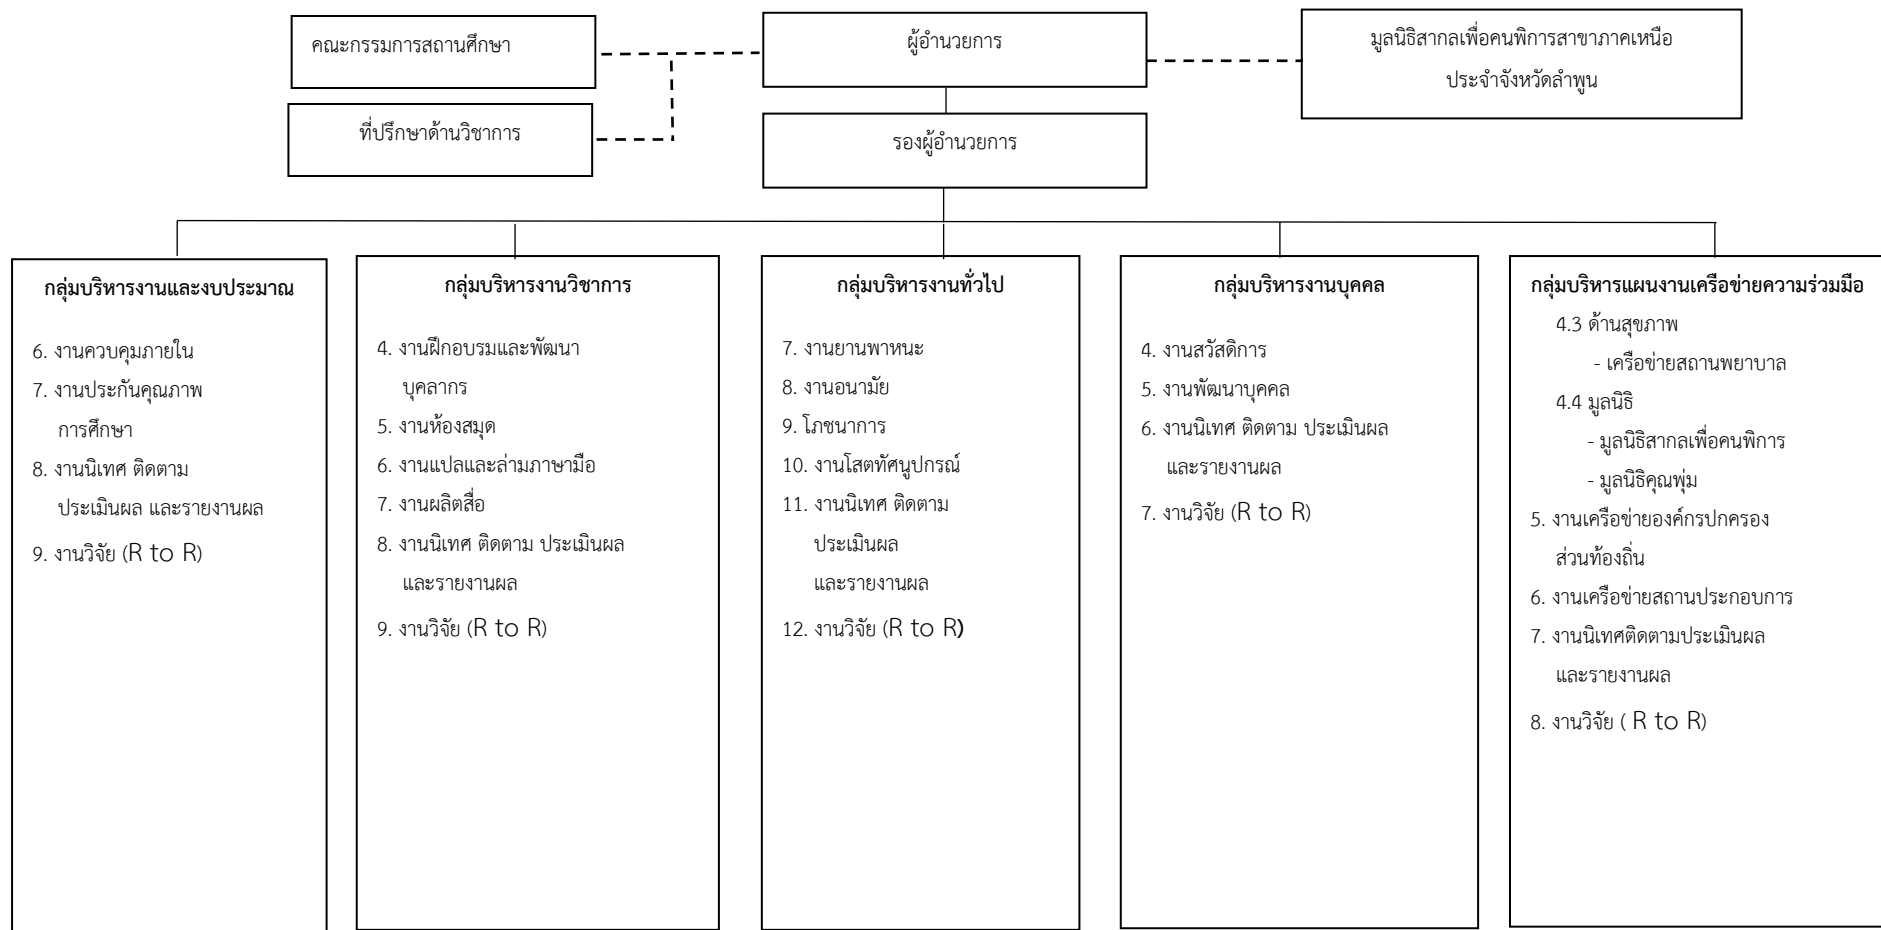 คณะกรรมการสถานศึกษา
ผู้อำนวยการ
มูลนิธิสากลเพื่อคนพิการสาขาภาคเหนือ
ประจำจังหวัดลำพูน
ที่ปรึกษาด้านวิชาการ
รองผู้อำนวยการ
กลุ่มบริหารงานและงบประมาณ
6. งานควบคุมภายใน
7. งานประกันคุณภาพ
การศึกษา
8. งานนิเทศ ติดตาม
ประเมินผล และรายงานผล
9. งานวิจัย (R to R)
กลุ่มบริหารงานวิชาการ
4. งานฝึกอบรมและพัฒนา
บุคลากร
5. งานห้องสมุด
6. งานแปลและล่ามภาษามือ
7. งานผลิตสื่อ
8. งานนิเทศ ติดตาม ประเมินผล
และรายงานผล
9. งานวิจัย (R to R)
กลุ่มบริหารงานทั่วไป
7. งานยานพาหนะ
8. งานอนามัย
9. โภชนาการ
10. งานโสตทัศนูปกรณ์
11. งานนิเทศ ติดตาม
ประเมินผล
และรายงานผล
12. งานวิจัย (R to R)
กลุ่มบริหารงานบุคคล
4. งานสวัสดิการ
5. งานพัฒนาบุคคล
6. งานนิเทศ ติดตาม ประเมินผล
และรายงานผล
7. งานวิจัย (R to R)
กลุ่มบริหารแผนงานเครือข่ายความร่วมมือ
4.3 ด้านสุขภาพ
- เครือข่ายสถานพยาบาล
4.4 มูลนิธิ
- มูลนิธิสากลเพื่อคนพิการ
- มูลนิธิคุณพุ่ม
5. งานเครือข่ายองค์กรปกครอง
ส่วนท้องถิ่น
6. งานเครือข่ายสถานประกอบการ
7. งานนิเทศติดตามประเมินผล
และรายงานผล
8. งานวิจัย ( R to R)